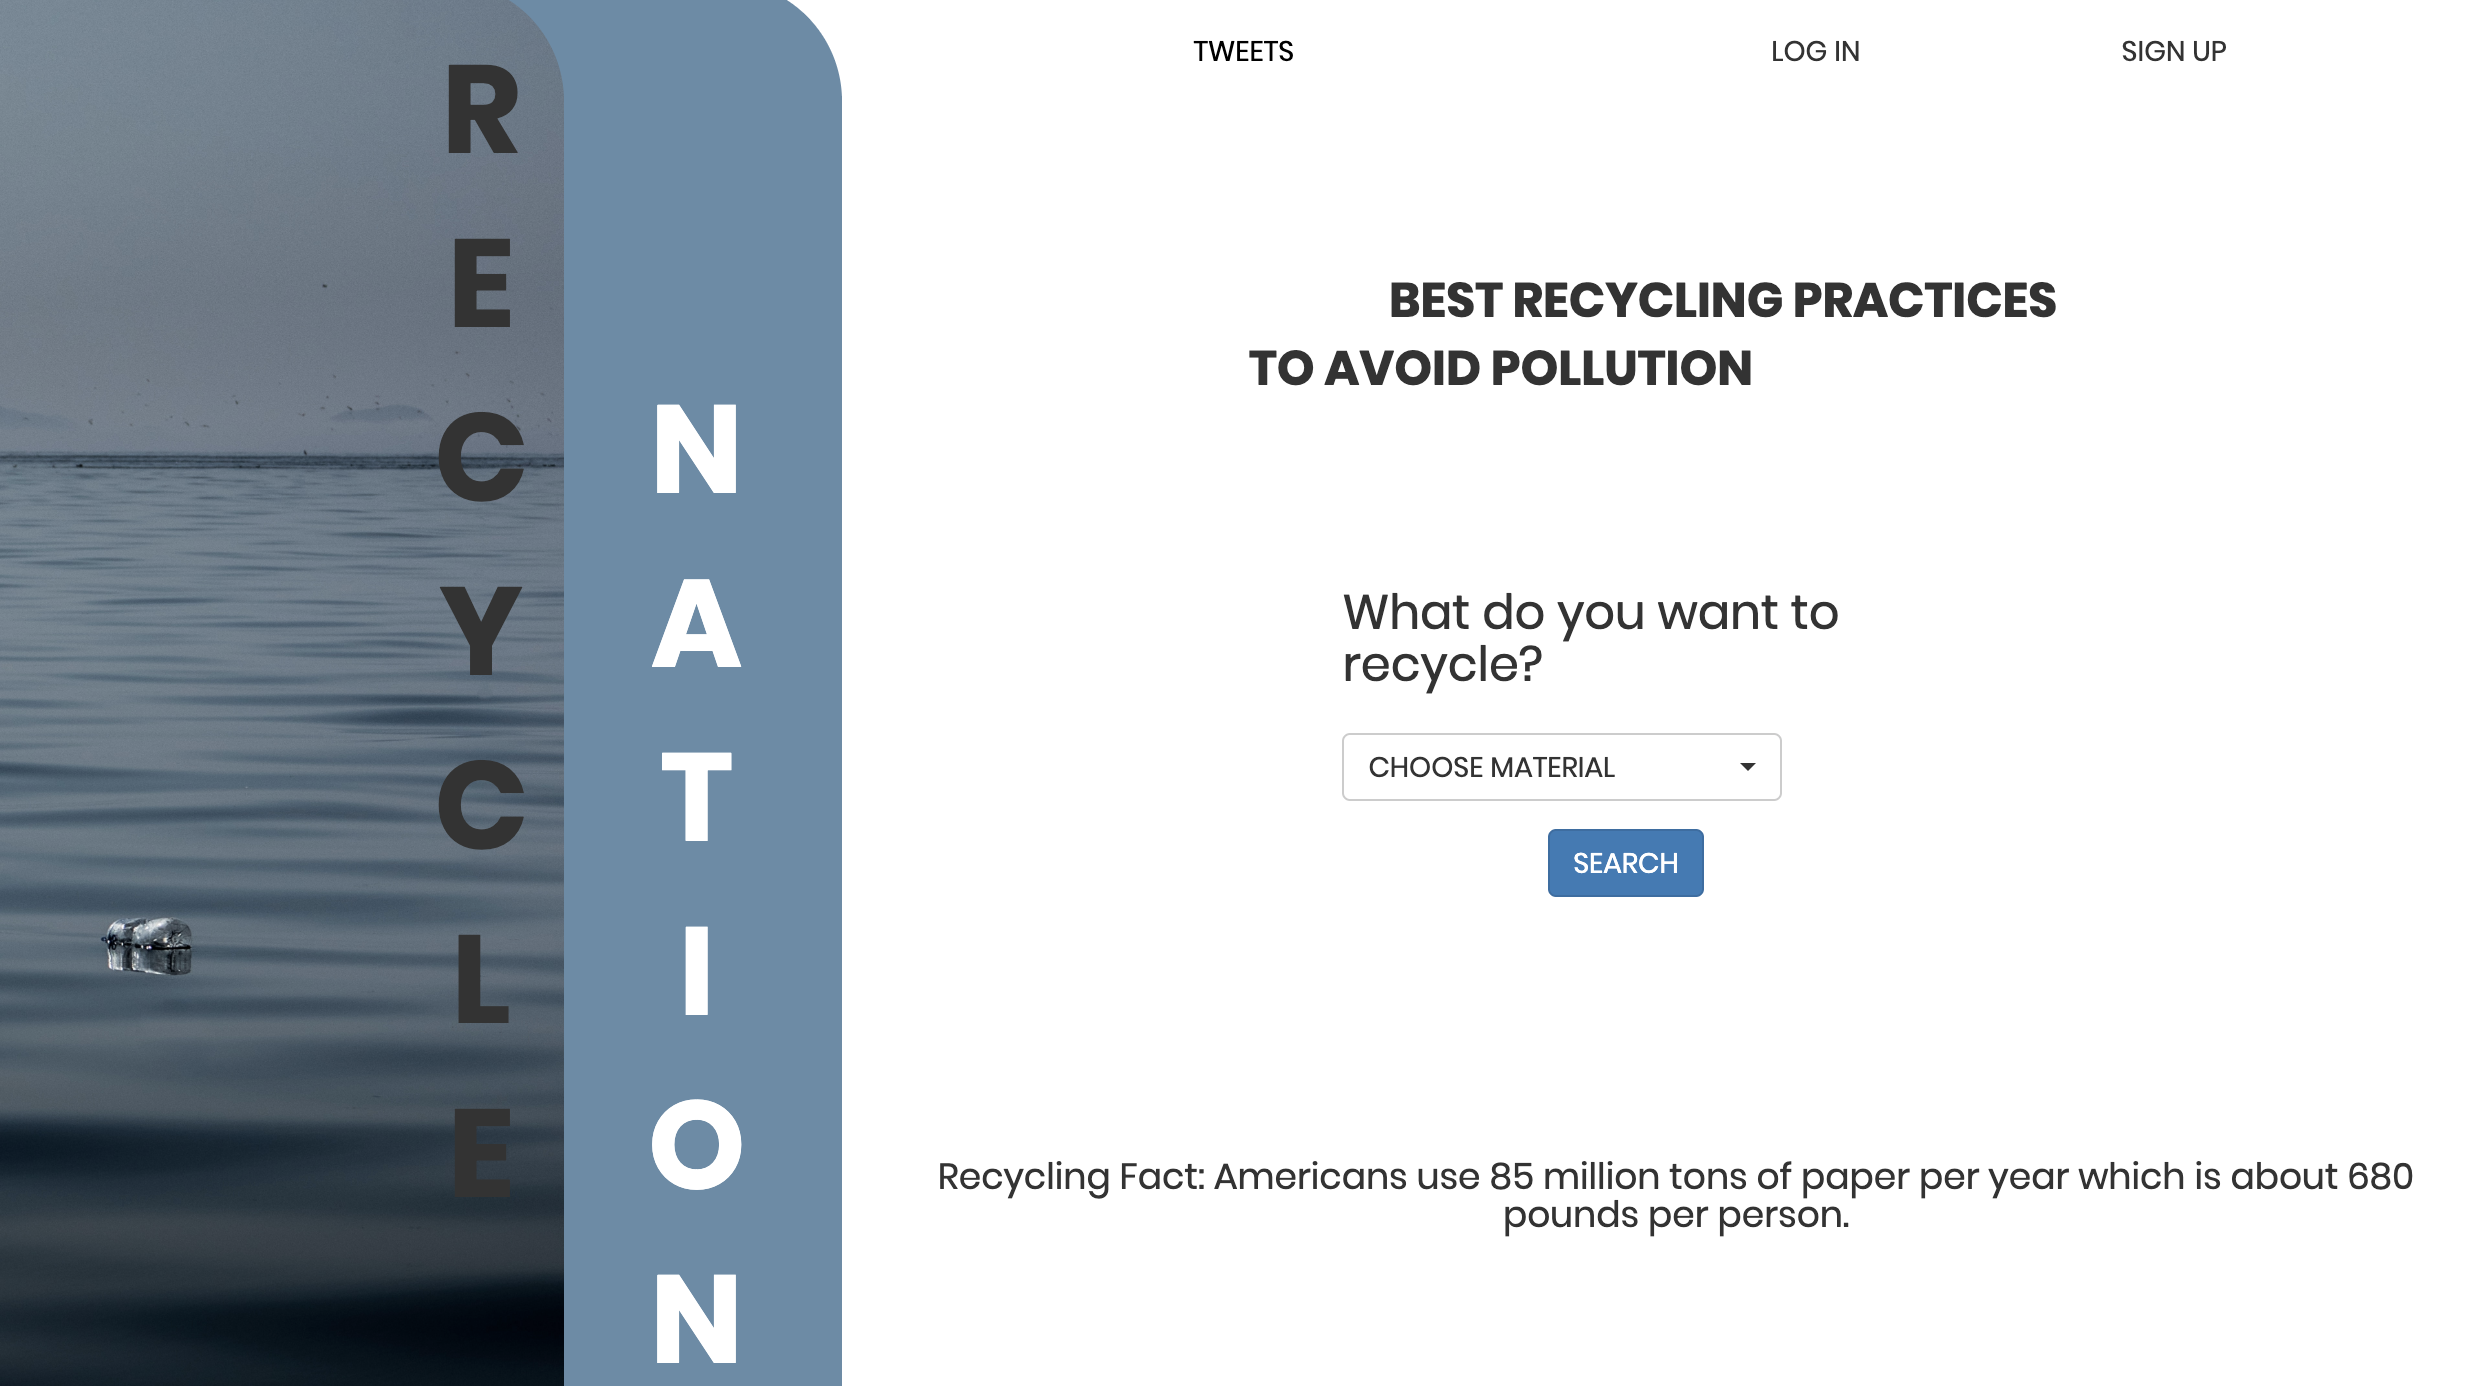 RECYCLE
NATION
TWEETS
LOG IN
SIGN UP
BEST RECYCLING PRACTICES
TO AVOID POLLUTION
What do you want to
recycle?
CHOOSE MATERIAL
SEARCH
Recycling Fact: Americans use 85 million tons of paper per year which is about 680
pounds per person.